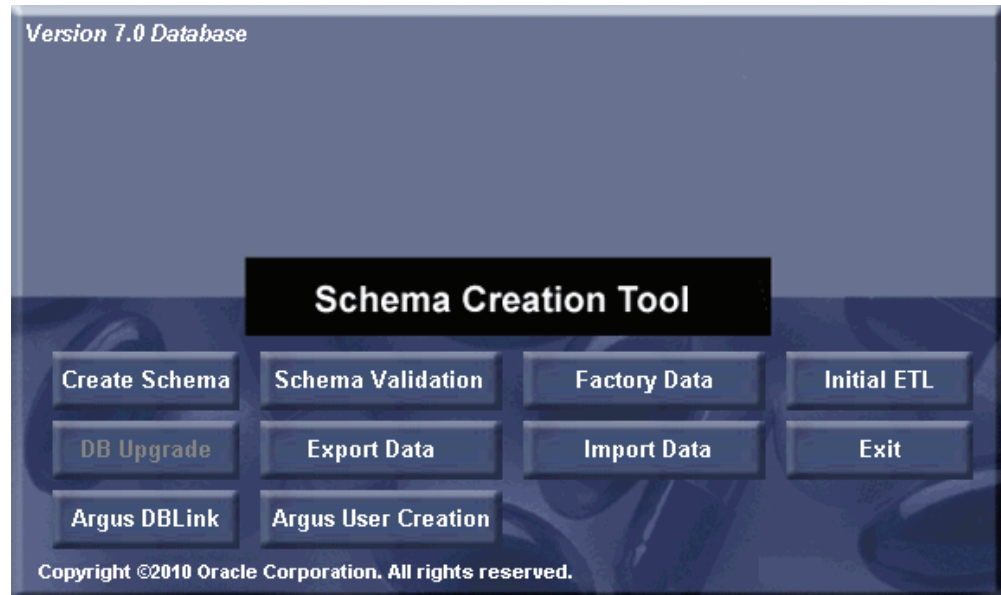 Version 7.0 Database
Schema Creation Tool
Create Schema
Schema Validation
Factory Data
Initial ETL
DB Upgrade
Export Data
Import Data
Exit
Argus DBLink
Argus User Creation
Copyright ©2010 Oracle Corporation. All rights reserved.